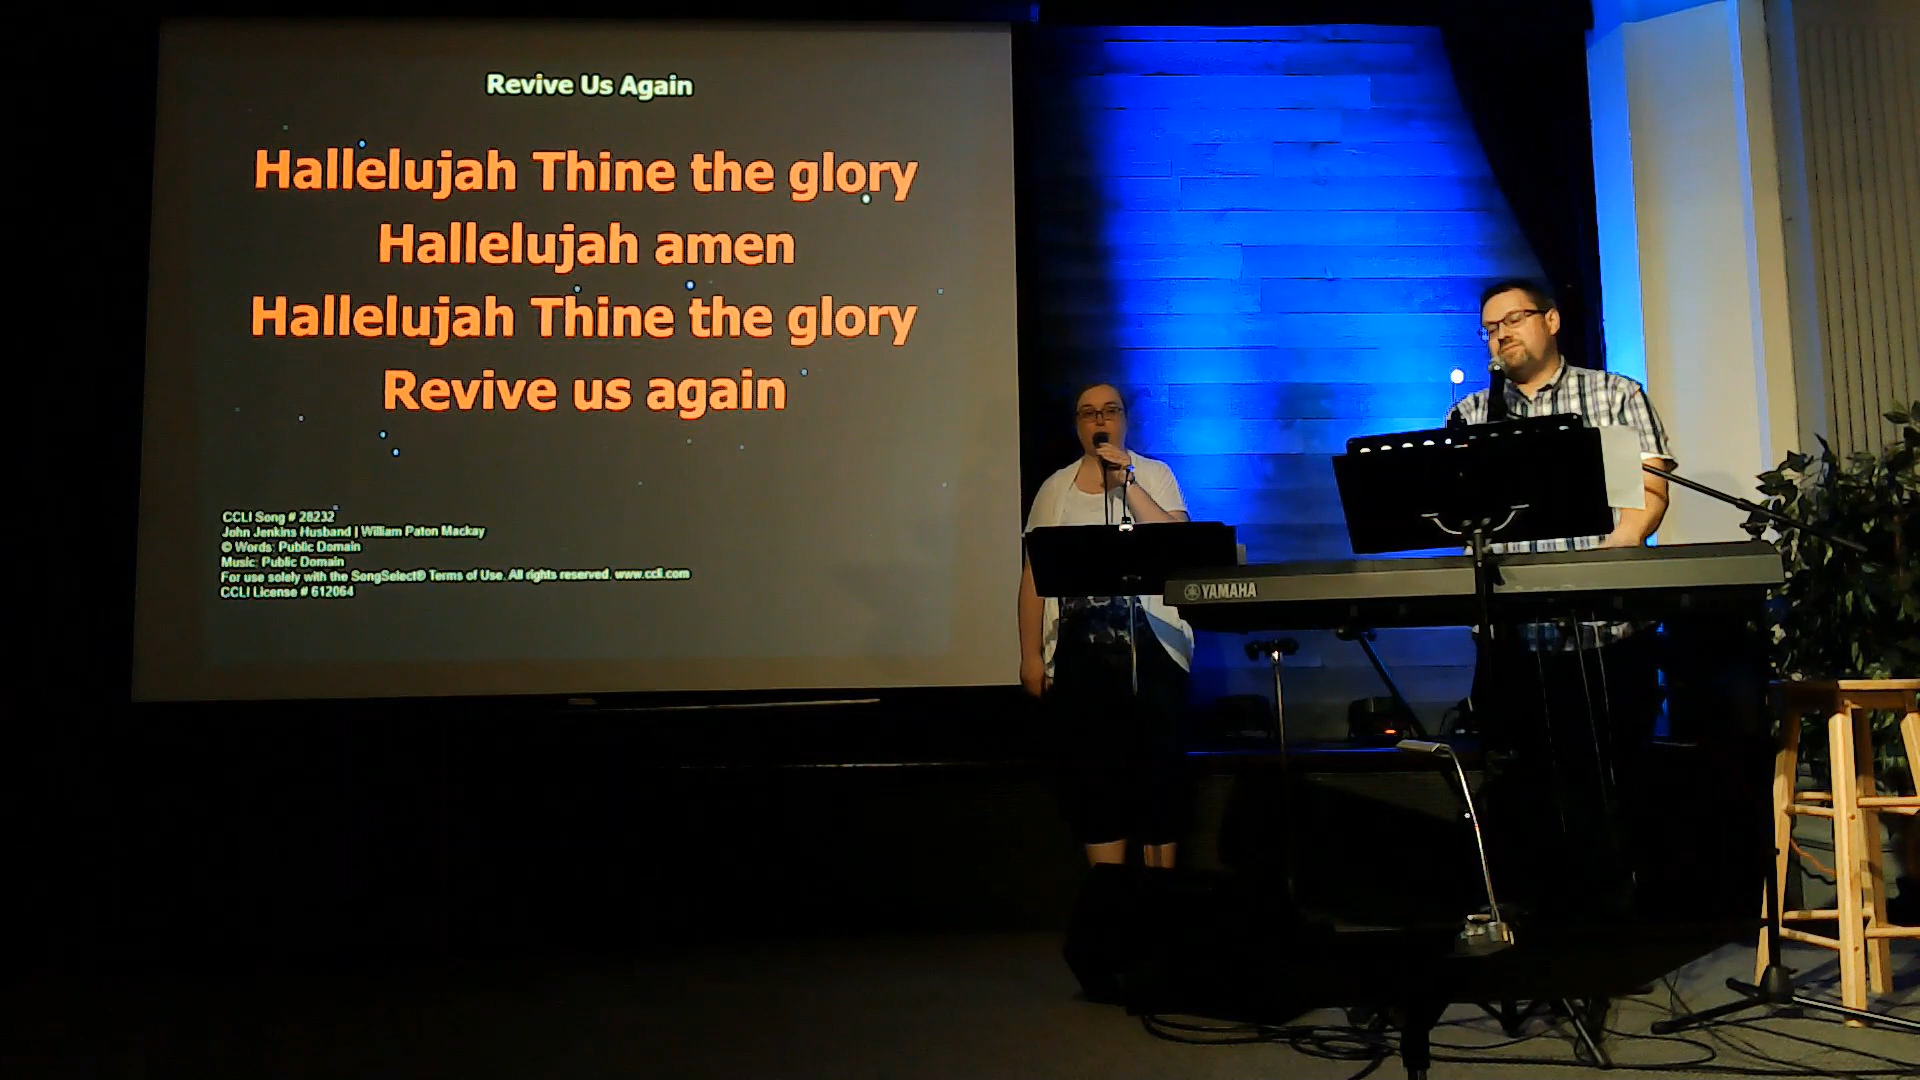 Revive Us Again
Hallelujah Thine the glory
Hallelujah amen
Hallelujah Thine the glory
Revive us again
CCLI Song # 28232
John Jenkins Husband | William Paton Mackay
© Words: Public Domain
Music: Public Domain
For use solely with the SongSelect® Terms of Use. All rights reserved. www.ccli.com
CCLI License # 612064
YAMAHA